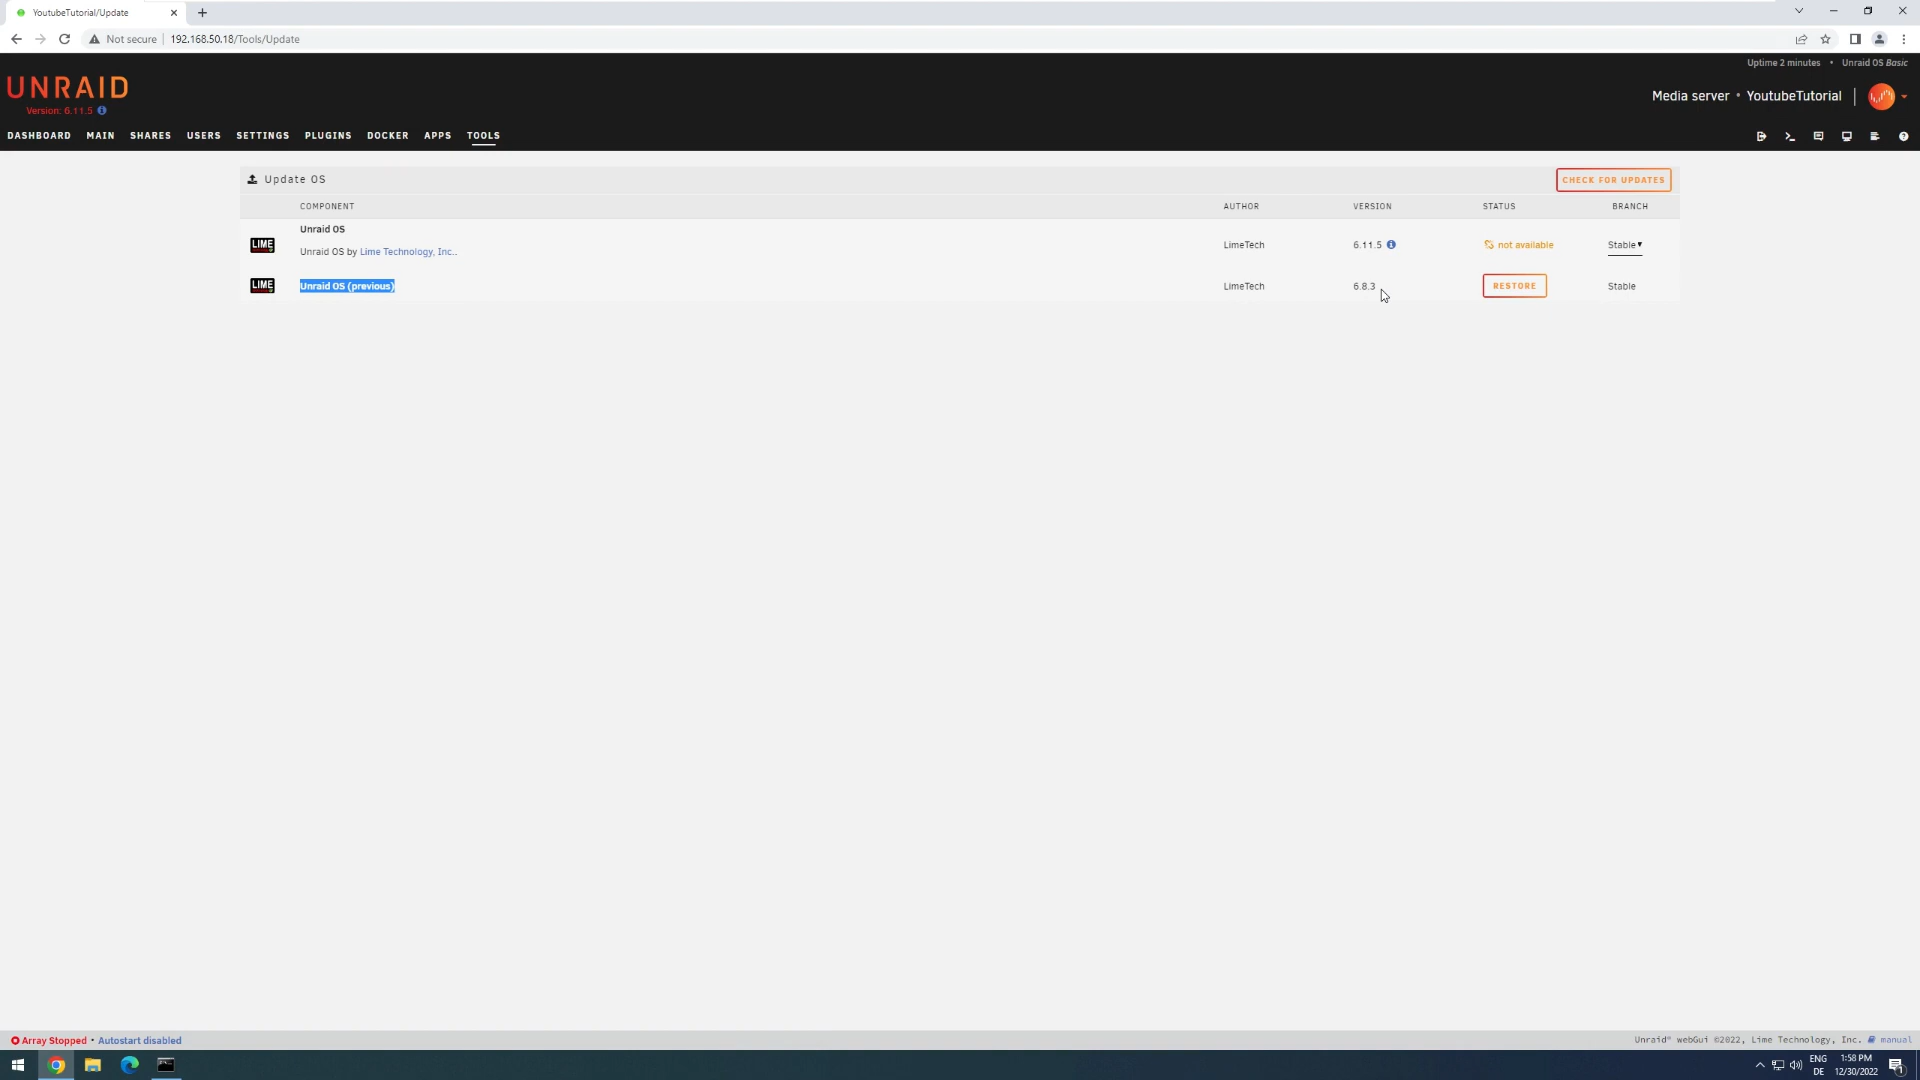 YoutubeTutorial/Update
Not secure 192.168.50.18/Tools/Update
Uptime 2 minutes • Unraid OS Basic
UNRAID
Version: 6.11.5
Media server • YoutubeTutorial
DASHBOARD MAIN SHARES USERS SETTINGS PLUGINS DOCKER APPS TOOLS
Update OS CHECK FOR UPDATES
COMPONENT AUTHOR VERSION STATUS BRANCH
Unraid OS
LIME LimeTech 6.11.5 not available Stable
Unraid OS by Lime Technology, Inc..
LIME Unraid OS (previous) LimeTech 6.8.3 RESTORE Stable
Array Stopped • Autostart disabled Unraid® webGui ©2022, Lime Technology, Inc. manual
ENG 1:58 PM
DE 12/30/2022 1